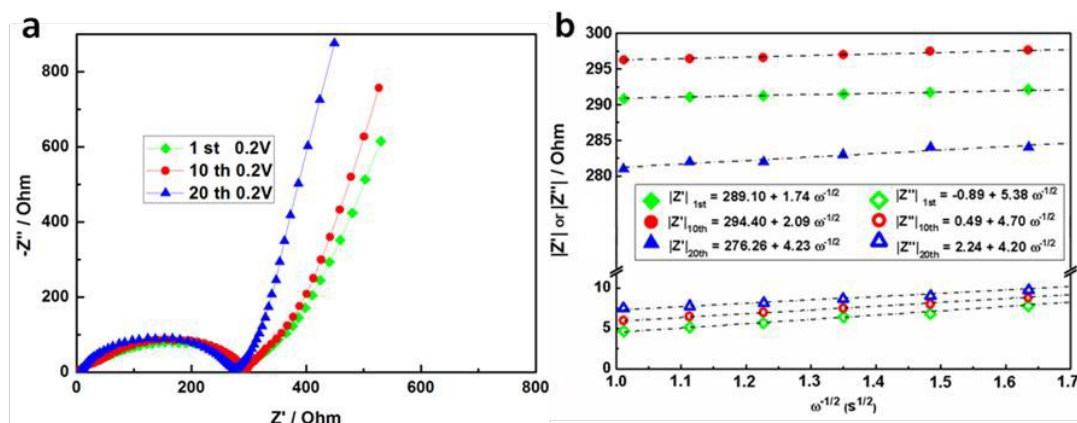 a
-Z'' / Ohm
800
600
400
200
0
1 st 0.2V
10 th 0.2V
20 th 0.2V
0 200 400 600 800
Z' / Ohm
b
|Z'| or |Z''| / Ohm
300
295
290
285
280
10
5
0
|Z'| 1st = 289.10 + 1.74 ω-1/2
|Z'|10th = 294.40 + 2.09 ω-1/2
|Z'|20th = 276.26 + 4.23 ω-1/2
|Z''| 1st = -0.89 + 5.38 ω-1/2
|Z''|10th = 0.49 + 4.70 ω-1/2
|Z''|20th = 2.24 + 4.20 ω-1/2
1.0 1.1 1.2 1.3 1.4 1.5 1.6 1.7
ω-1/2 (s1/2)